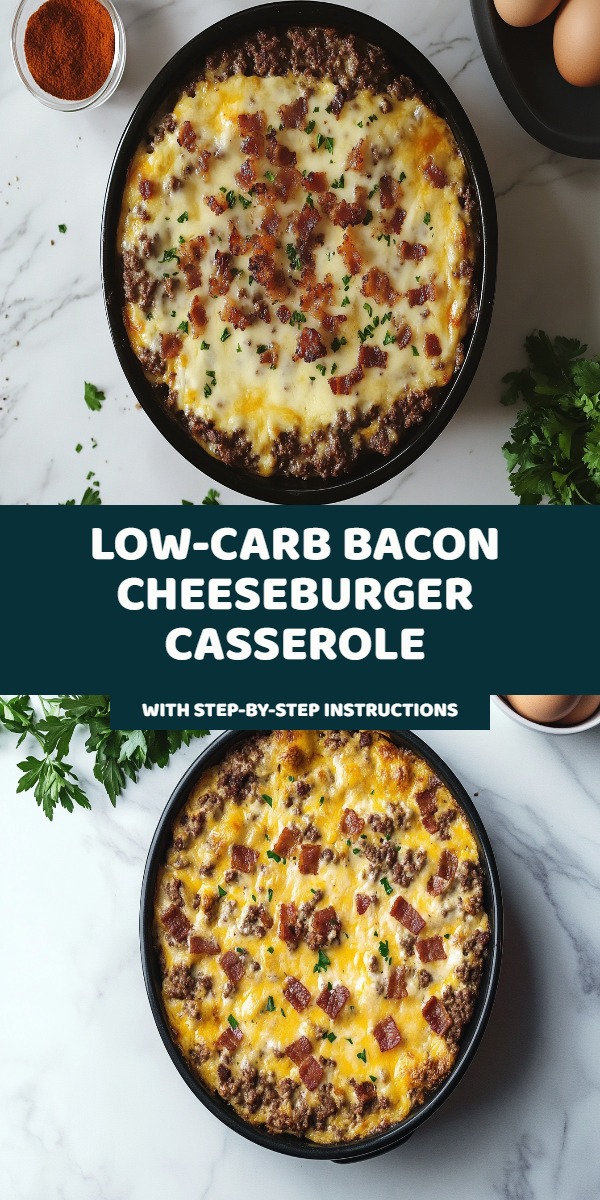 LOW-CARB BACON
CHEESEBURGER
CASSEROLE
WITH STEP-BY-STEP INSTRUCTIONS